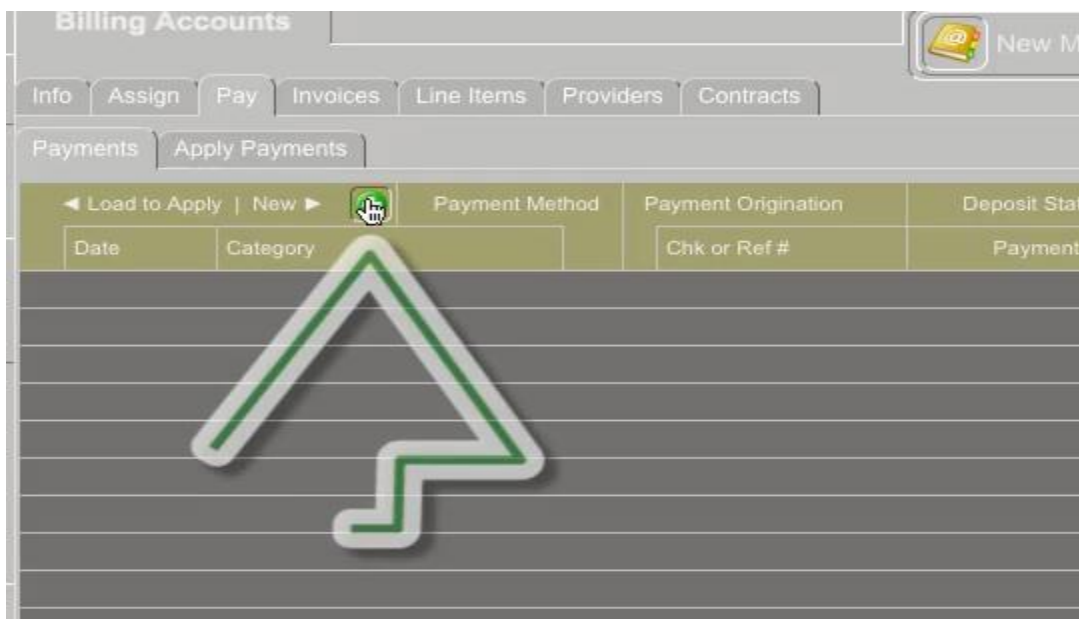 Billing Accounts
New
Info Assign Pay Invoices Line Items Providers Contracts
Payments Apply Payments
◄ Load to Apply | New ► Payment Method Payment Origination Deposit
Date Category Chk or Ref # Payment